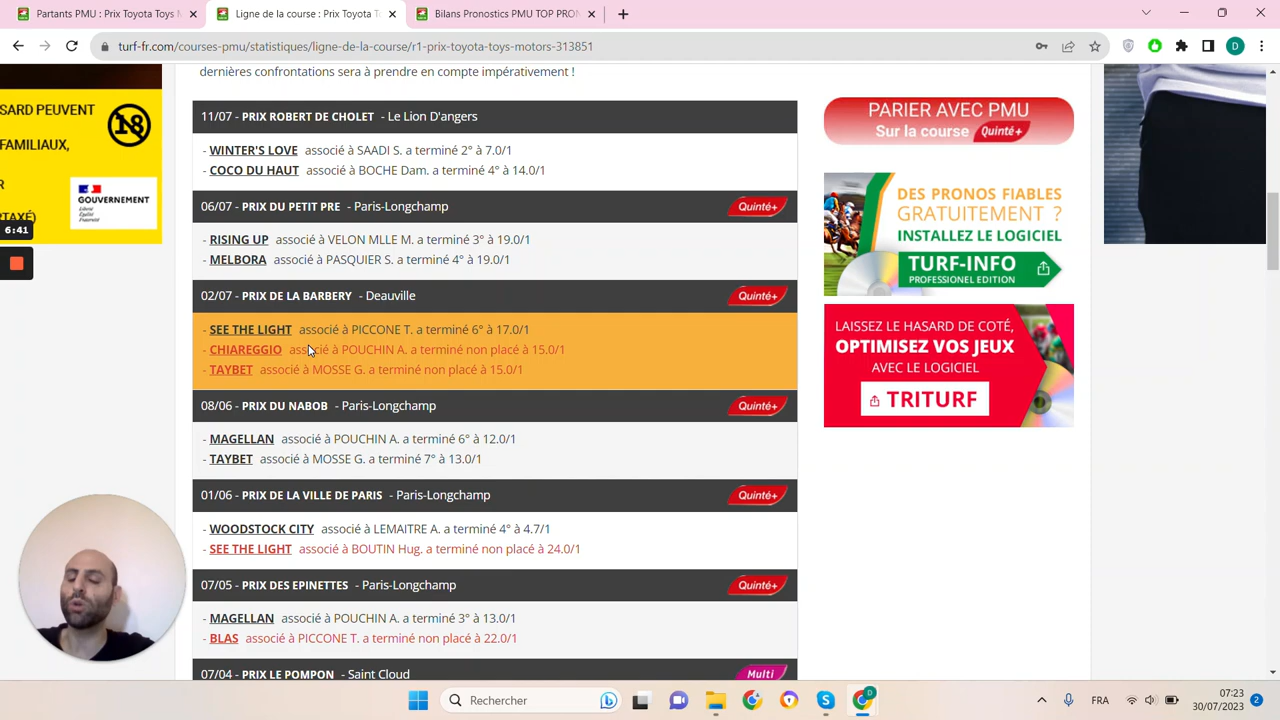 PMU : Prix Toyota Toys Motors -
Ligne de la course : Prix Toyota T
Bilans Pronostics PMU TOP PRON
turf-fr.com/courses-pmu/statistiques/ligne-de-la-course/r1-prix-toyota-toys-motors-313851
D
SARD PEUVENT
FAMILIAUX,
18
GOUVERNEMENT
Liberté
Égalité
Fraternité
TAXÉ)
6:41
dernières confrontations sera à prendre en compte impérativement !
PRIX PONT DE CHOLET - Le Lion d'Angers
associé à SAADI S. a terminé 2° à 7.0/1
- COCO DU HAUT associé à BOCHE terminé 4° à 14.0/1
06/07 - PRIX DU PETIT PRE - Paris-Longchamp
Quinté+
- RISING UP associé à VELON MLLE M. a terminé 3° à 19.0/1
- MELBORA associé à PASQUIER S. a terminé 4° à 19.0/1
02/07 - PRIX DE LA BARBERY - Deauville
Quinté+
- SEE THE LIGHT associé à PICCONE T. a terminé 6° à 17.0/1
- CHIAREGGIO associé à POUCHIN A. a terminé non placé à 15.0/1
- TAYBET associé à MOSSE G. a terminé non placé à 15.0/1
08/06 - PRIX DU NABOB - Paris-Longchamp
Quinté+
- MAGELLAN associé à POUCHIN A. a terminé 6° à 12.0/1
- TAYBET associé à MOSSE G. a terminé 7° à 13.0/1
01/06 - PRIX DE LA VILLE DE PARIS - Paris-Longchamp
Quinté+
- WOODSTOCK CITY associé à LEMAITRE A. a terminé 4° à 4.7/1
- SEE THE LIGHT associé à BOUTIN Hug. a terminé non placé à 24.0/1
07/05 - PRIX DES EPINETTES - Paris-Longchamp
Quinté+
- MAGELLAN associé à POUCHIN A. a terminé 3° à 13.0/1
- BLAS associé à PICCONE T. a terminé non placé à 22.0/1
07/04 - PRIX LE POMPON - Saint Cloud
Multi
PARIER AVEC PMU
Sur la course Quinté+
DES PRONOS FIABLES
GRATUITEMENT ?
INSTALLEZ LE LOGICIEL
TURF-INFO
PROFESIONEL EDITION
LAISSEZ LE HASARD DE COTÉ,
OPTIMISEZ VOS JEUX
AVEC LE LOGICIEL
TRITURF
Rechercher
D
FRA
07:23
30/07/2023
2